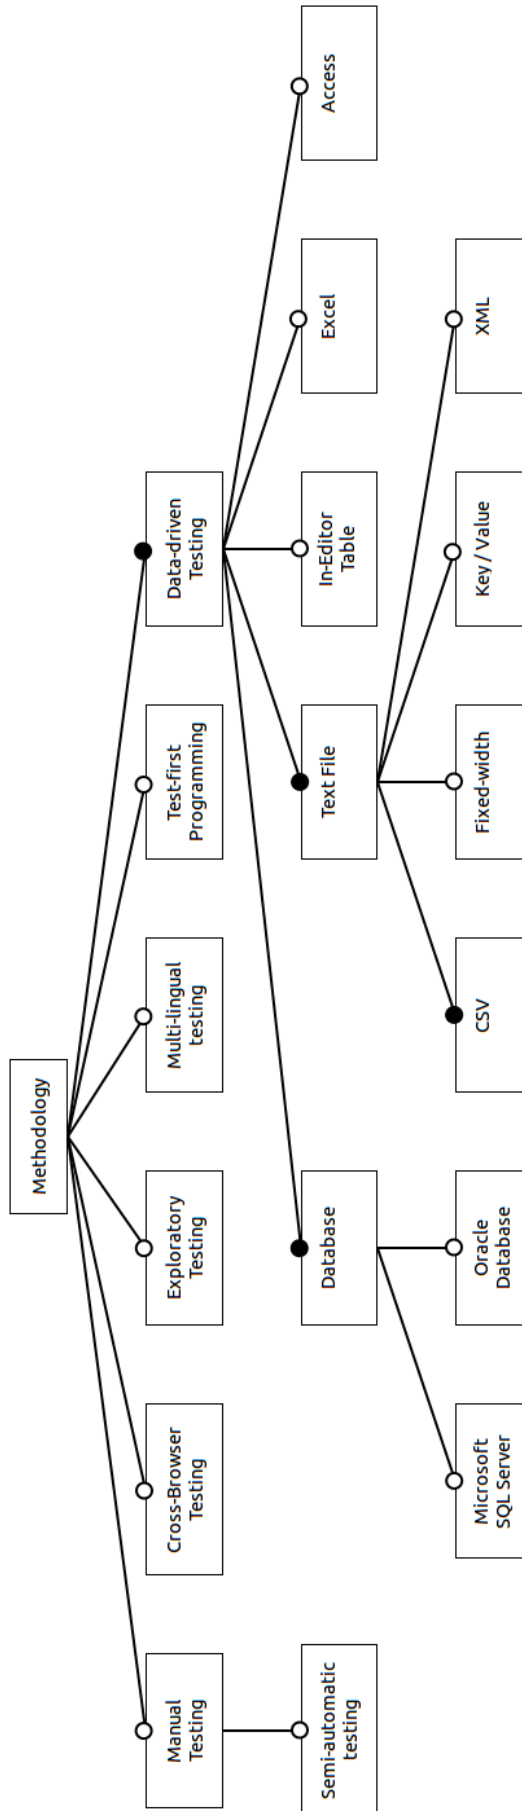 Methodology
Manual
Testing
Cross-Browser
Testing
Exploratory
Testing
Multi-lingual
testing
Test-first
Programming
Data-driven
Testing
Semi-automatic
testing
Database
Text File
In-Editor
Table
Excel
Access
Microsoft
SQL Server
Oracle
Database
CSV
Fixed-width
Key / Value
XML